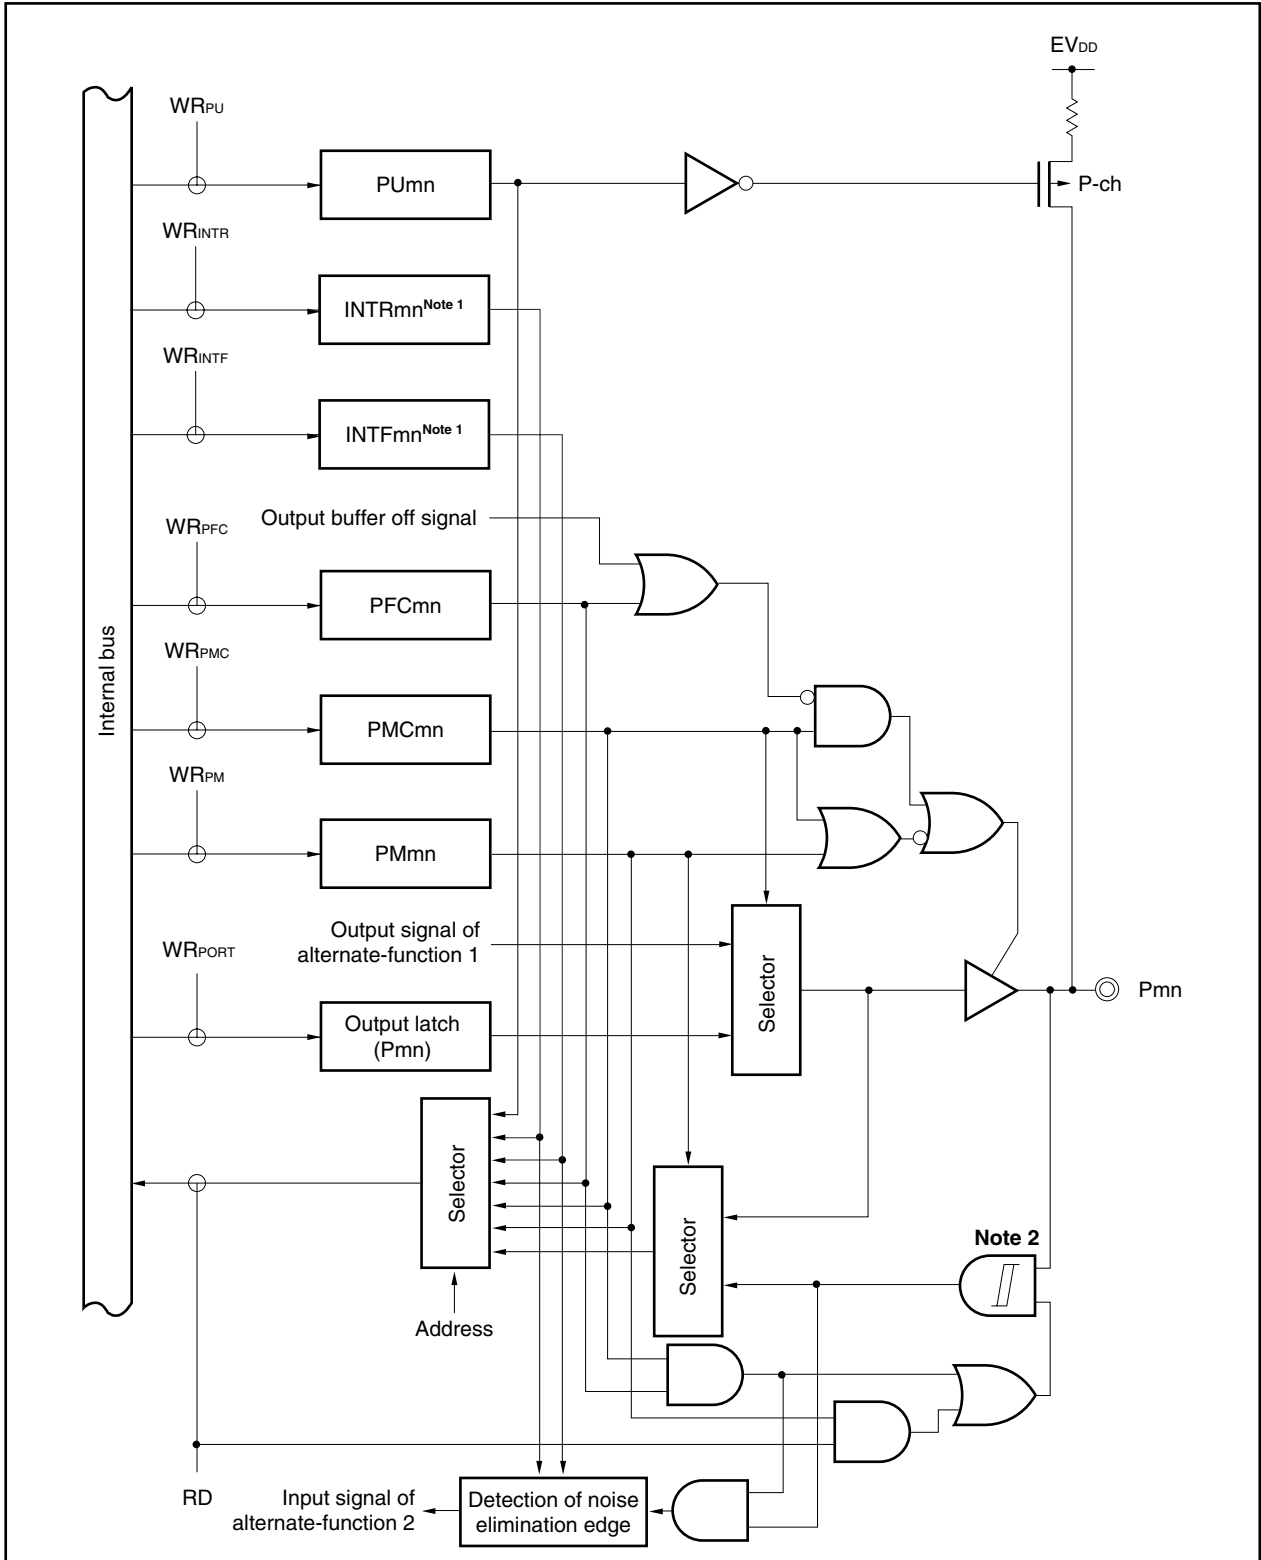 EVDD
WRPU
PUmn
P-ch
WRINTR
INTRmnNote 1
WRINTF
INTFmnNote 1
Output buffer off signal
WRPFC
PFCmn
Internal bus
WRPMC
PMCmn
WRPM
PMmn
Output signal of
alternate-function 1
WRPORT
Selector
Pmn
Output latch
(Pmn)
Selector
Selector
Note 2
Address
RD
Input signal of
alternate-function 2
Detection of noise
elimination edge